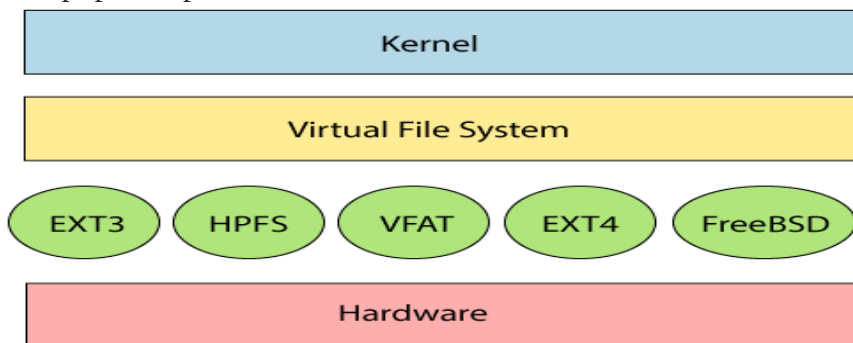 Kernel
Virtual File System
EXT3 HPFS VFAT EXT4 FreeBSD
Hardware